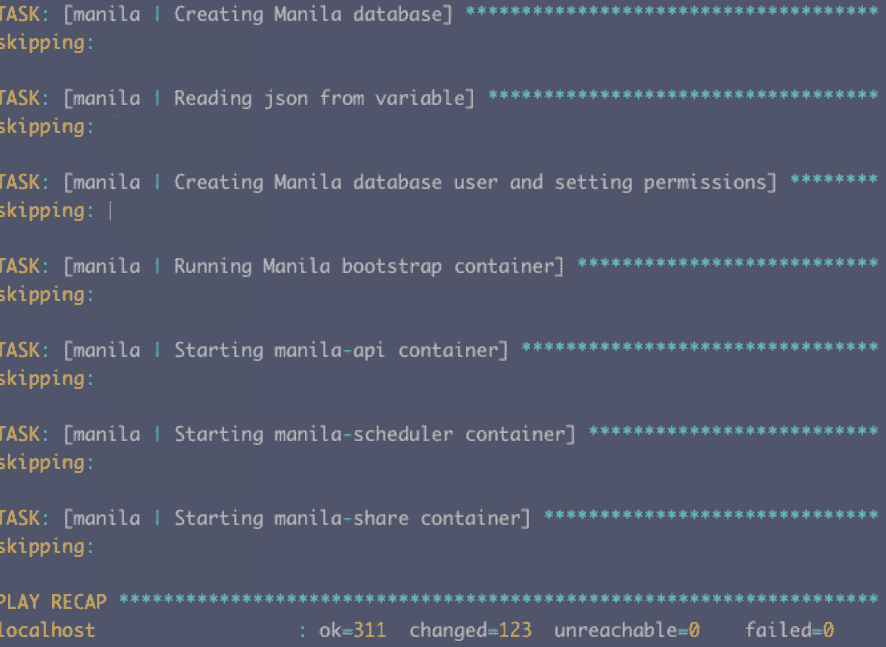 TASK: [manila | Creating Manila database] *************************************
skipping:
TASK: [manila | Reading json from variable] ***********************************
skipping:
TASK: [manila | Creating Manila database user and setting permissions] ********
skipping:
TASK: [manila | Running Manila bootstrap container] ***************************
skipping:
TASK: [manila | Starting manila-api container] ********************************
skipping:
TASK: [manila | Starting manila-scheduler container] **************************
skipping:
TASK: [manila | Starting manila-share container] ******************************
skipping:
PLAY RECAP ********************************************************************
localhost : ok=311 changed=123 unreachable=0 failed=0